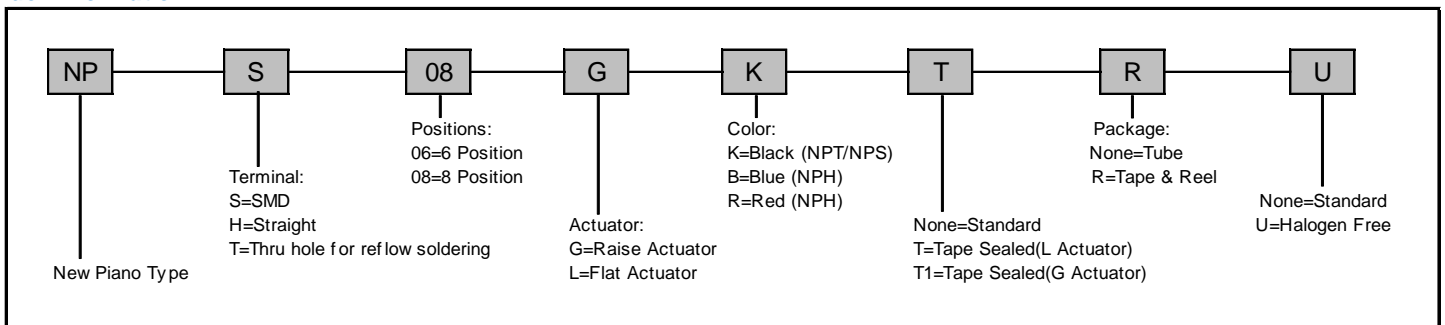 NP S 08 G K T R U
New Piano Type
Terminal:
S=SMD
H=Straight
T=Thru hole for reflow soldering
Positions:
06=6 Position
08=8 Position
Actuator:
G=Raise Actuator
L=Flat Actuator
Color:
K=Black (NPT/NPS)
B=Blue (NPH)
R=Red (NPH)
None=Standard
T=Tape Sealed(L Actuator)
T1=Tape Sealed(G Actuator)
Package:
None=Tube
R=Tape & Reel
None=Standard
U=Halogen Free